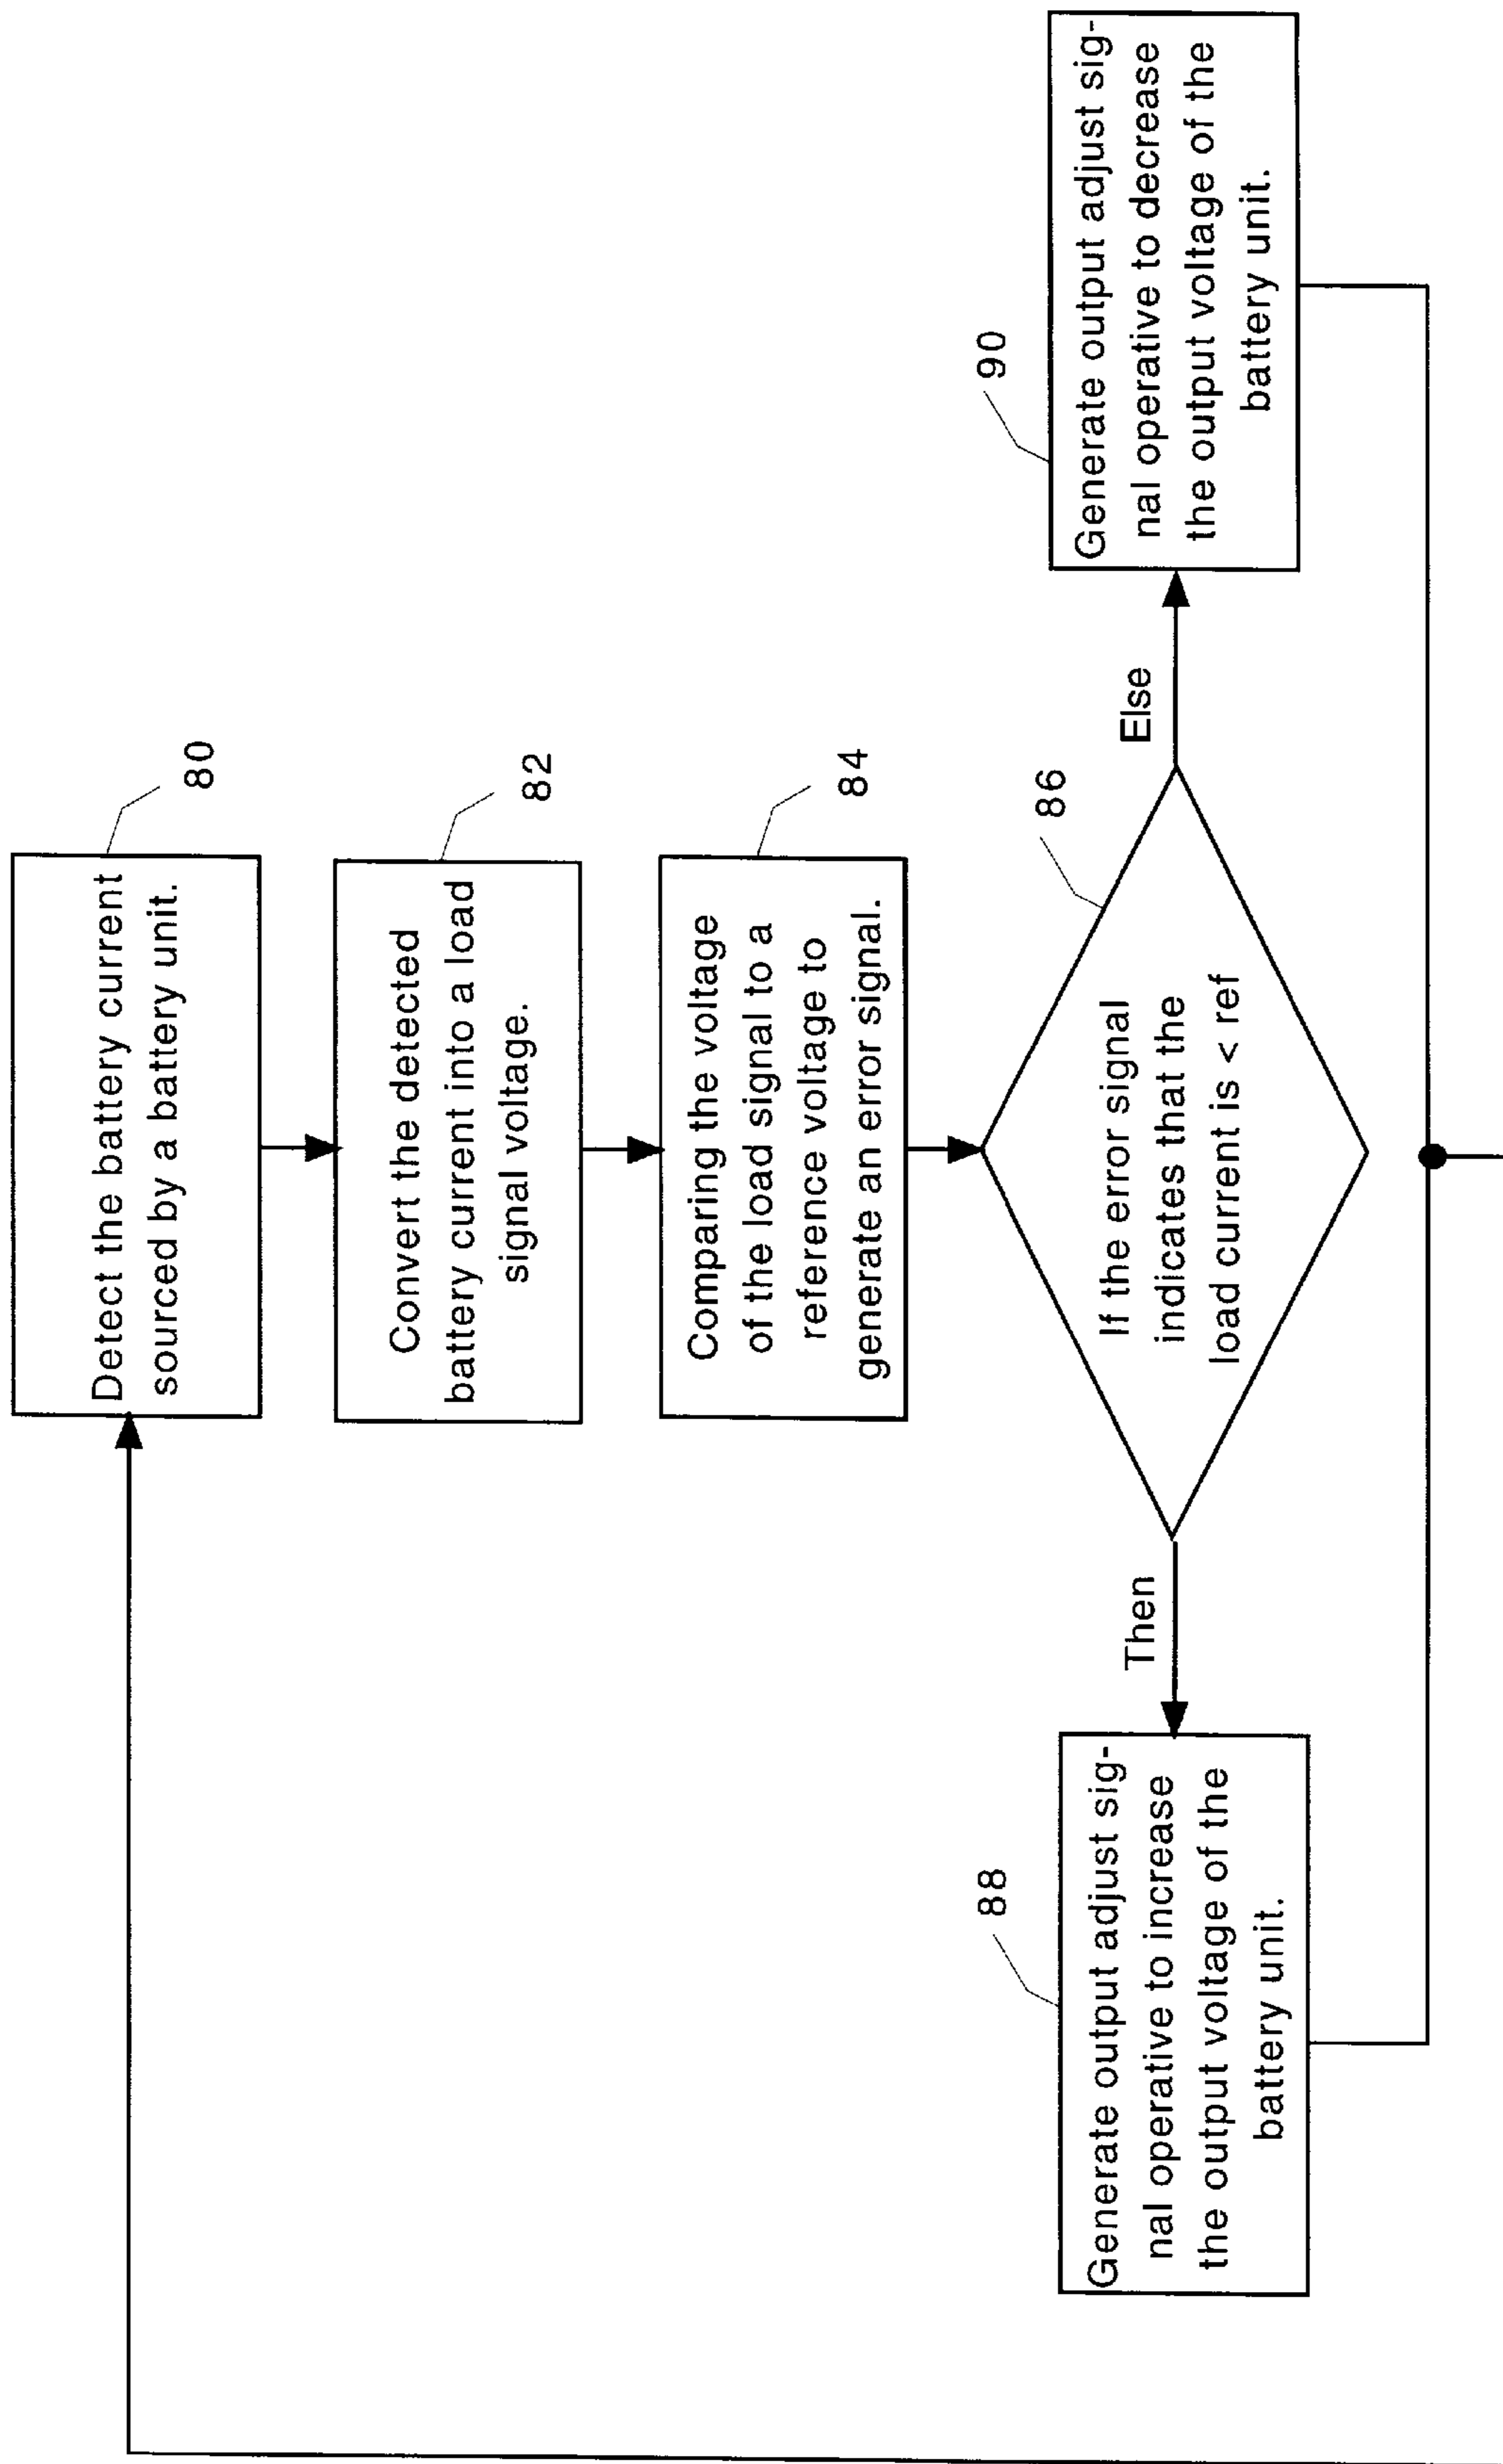 Detect the battery current
sourced by a battery unit.
80
Convert the detected
battery current into a load
signal voltage.
82
Comparing the voltage
of the load signal to a
reference voltage to
generate an error signal.
84
If the error signal
indicates that the
load current is < ref
86
Then
Else
88
Generate output adjust sig-
nal operative to increase
the output voltage of the
battery unit.
90
Generate output adjust sig-
nal operative to decrease
the output voltage of the
battery unit.